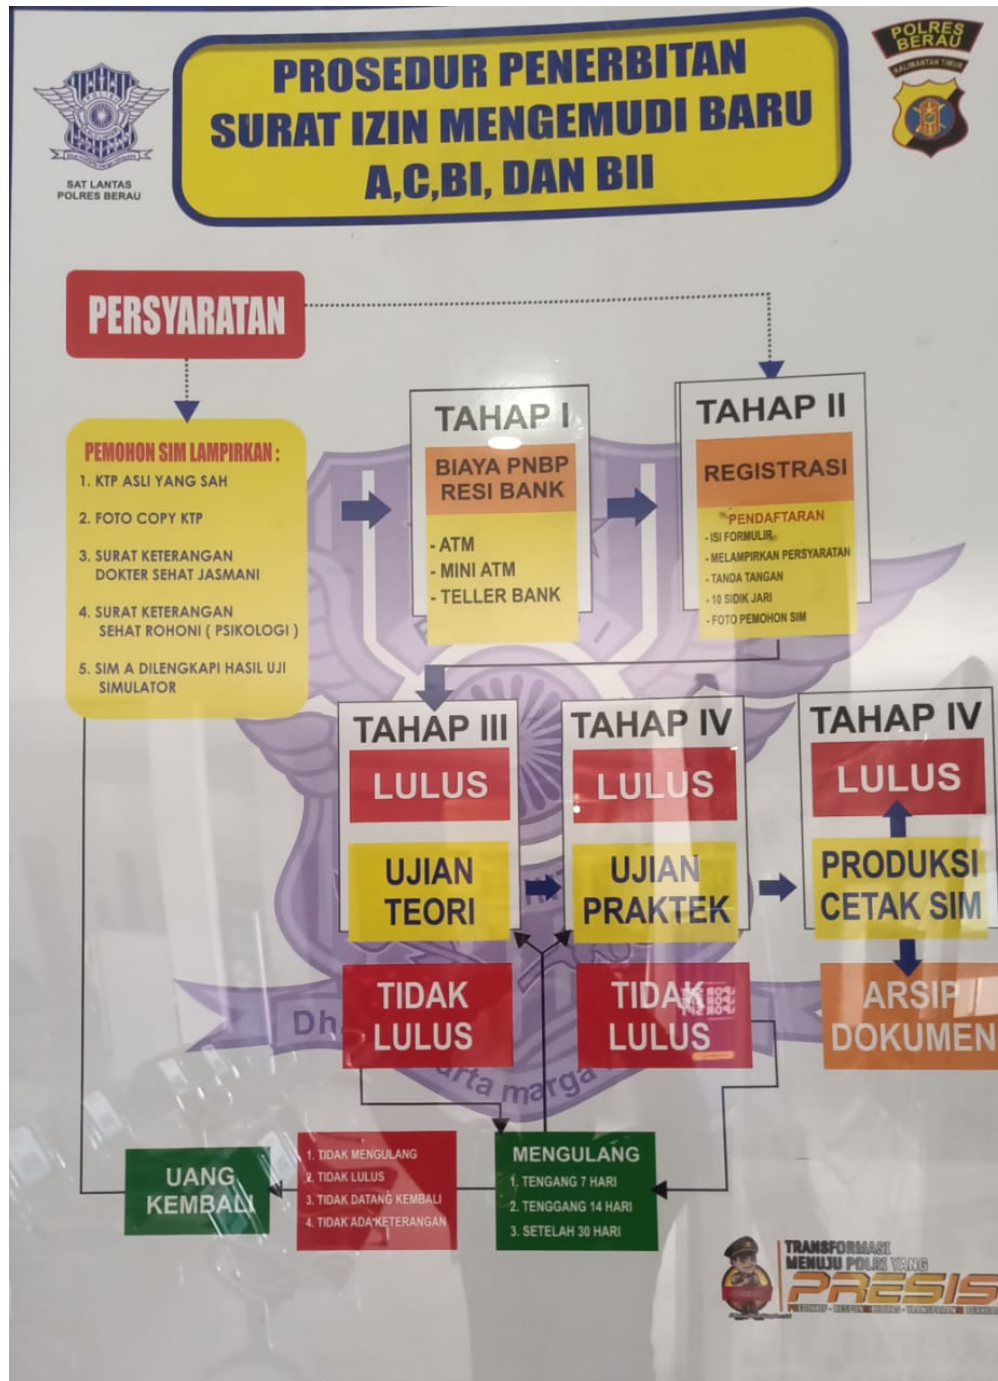 PROSEDUR PENERBITAN
SURAT IZIN MENGEMUDI BARU
A,C,BI, DAN BII
SAT LANTAS
POLRES BERAU
POLRES
BERAU
KALIMANTAN TIMUR
PERSYARATAN
PEMOHON SIM LAMPIRKAN :
1. KTP ASLI YANG SAH
2. FOTO COPY KTP
3. SURAT KETERANGAN
DOKTER SEHAT JASMANI
4. SURAT KETERANGAN
SEHAT ROHONI ( PSIKOLOGI )
5. SIM A DILENGKAPI HASIL UJI
SIMULATOR
TAHAP I
BIAYA PNBP
RESI BANK
- ATM
- MINI ATM
- TELLER BANK
TAHAP II
REGISTRASI
PENDAFTARAN
- ISI FORMULIR
- MELAMPIRKAN PERSYARATAN
- TANDA TANGAN
- 10 SIDIK JARI
- FOTO PEMOHON SIM
TAHAP III
LULUS
UJIAN
TEORI
TIDAK
LULUS
TAHAP IV
LULUS
UJIAN
PRAKTEK
TIDAK
LULUS
TAHAP IV
LULUS
PRODUKSI
CETAK SIM
ARSIP
DOKUMEN
marga
UANG
KEMBALI
1. TIDAK MENGULANG
2. TIDAK LULUS
3. TIDAK DATANG KEMBALI
4. TIDAK ADA KETERANGAN
MENGULANG
1. TENGANG 7 HARI
2. TENGGANG 14 HARI
3. SETELAH 30 HARI
TRANSFORMASI
MENUJU POLRI YANG
PRESIS